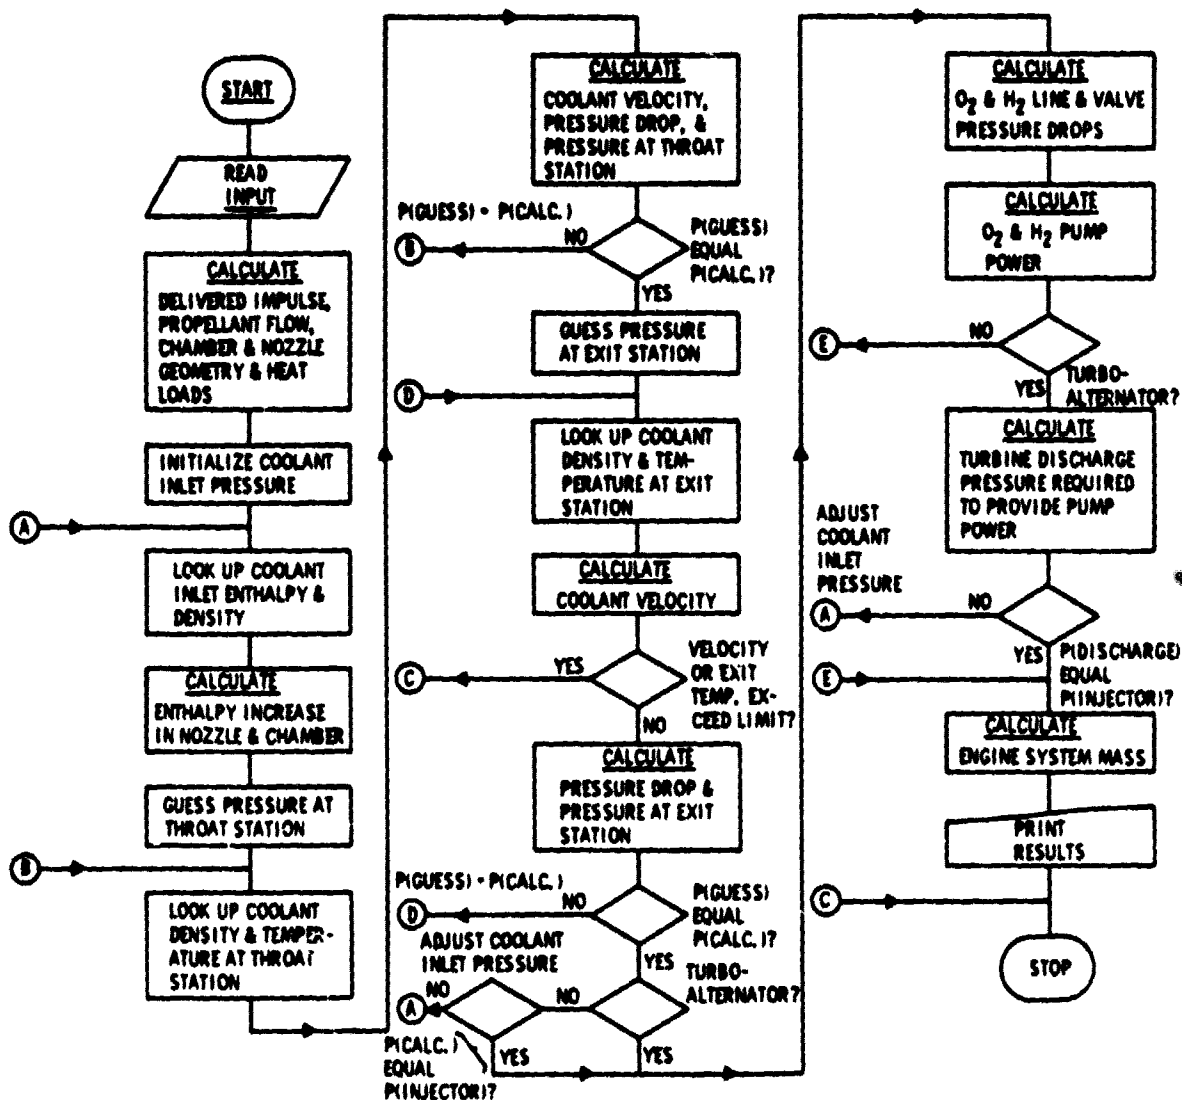 START
READ
INPUT
CALCULATE
DELIVERED IMPULSE,
PROPELLANT FLOW,
CHAMBER & NOZZLE
GEOMETRY & HEAT
LOADS
INITIALIZE COOLANT
INLET PRESSURE
A
LOOK UP COOLANT
INLET ENTHALPY &
DENSITY
CALCULATE
ENTHALPY INCREASE
IN NOZZLE & CHAMBER
GUESS PRESSURE AT
THROAT STATION
B
LOOK UP COOLANT
DENSITY & TEMPER-
ATURE AT THROAT
STATION
CALCULATE
COOLANT VELOCITY,
PRESSURE DROP, &
PRESSURE AT THROAT
STATION
P(GUESS) = P(CALC.)
B
NO
P(GUESS)
EQUAL
P(CALC.)?
YES
GUESS PRESSURE
AT EXIT STATION
D
LOOK UP COOLANT
DENSITY & TEM-
PERATURE AT EXIT
STATION
CALCULATE
COOLANT VELOCITY
C
YES
VELOCITY
OR EXIT
TEMP. EX-
CEED LIMIT?
NO
CALCULATE
PRESSURE DROP &
PRESSURE AT EXIT
STATION
P(GUESS) = P(CALC.)
D
NO
P(GUESS)
EQUAL
P(CALC.)?
YES
ADJUST COOLANT
INLET PRESSURE
TURBO-
ALTERNATOR?
A
NO
NO
P(CALC.)
EQUAL
P(INJECTOR)?
YES
YES
CALCULATE
O2 & H2 LINE & VALVE
PRESSURE DROPS
CALCULATE
O2 & H2 PUMP
POWER
E
NO
YES
TURBO-
ALTERNATOR?
CALCULATE
TURBINE DISCHARGE
PRESSURE REQUIRED
TO PROVIDE PUMP
POWER
ADJUST
COOLANT
INLET
PRESSURE
A
NO
YES
P(DISCHARGE)
EQUAL
P(INJECTOR)?
E
CALCULATE
ENGINE SYSTEM MASS
PRINT
RESULTS
C
STOP